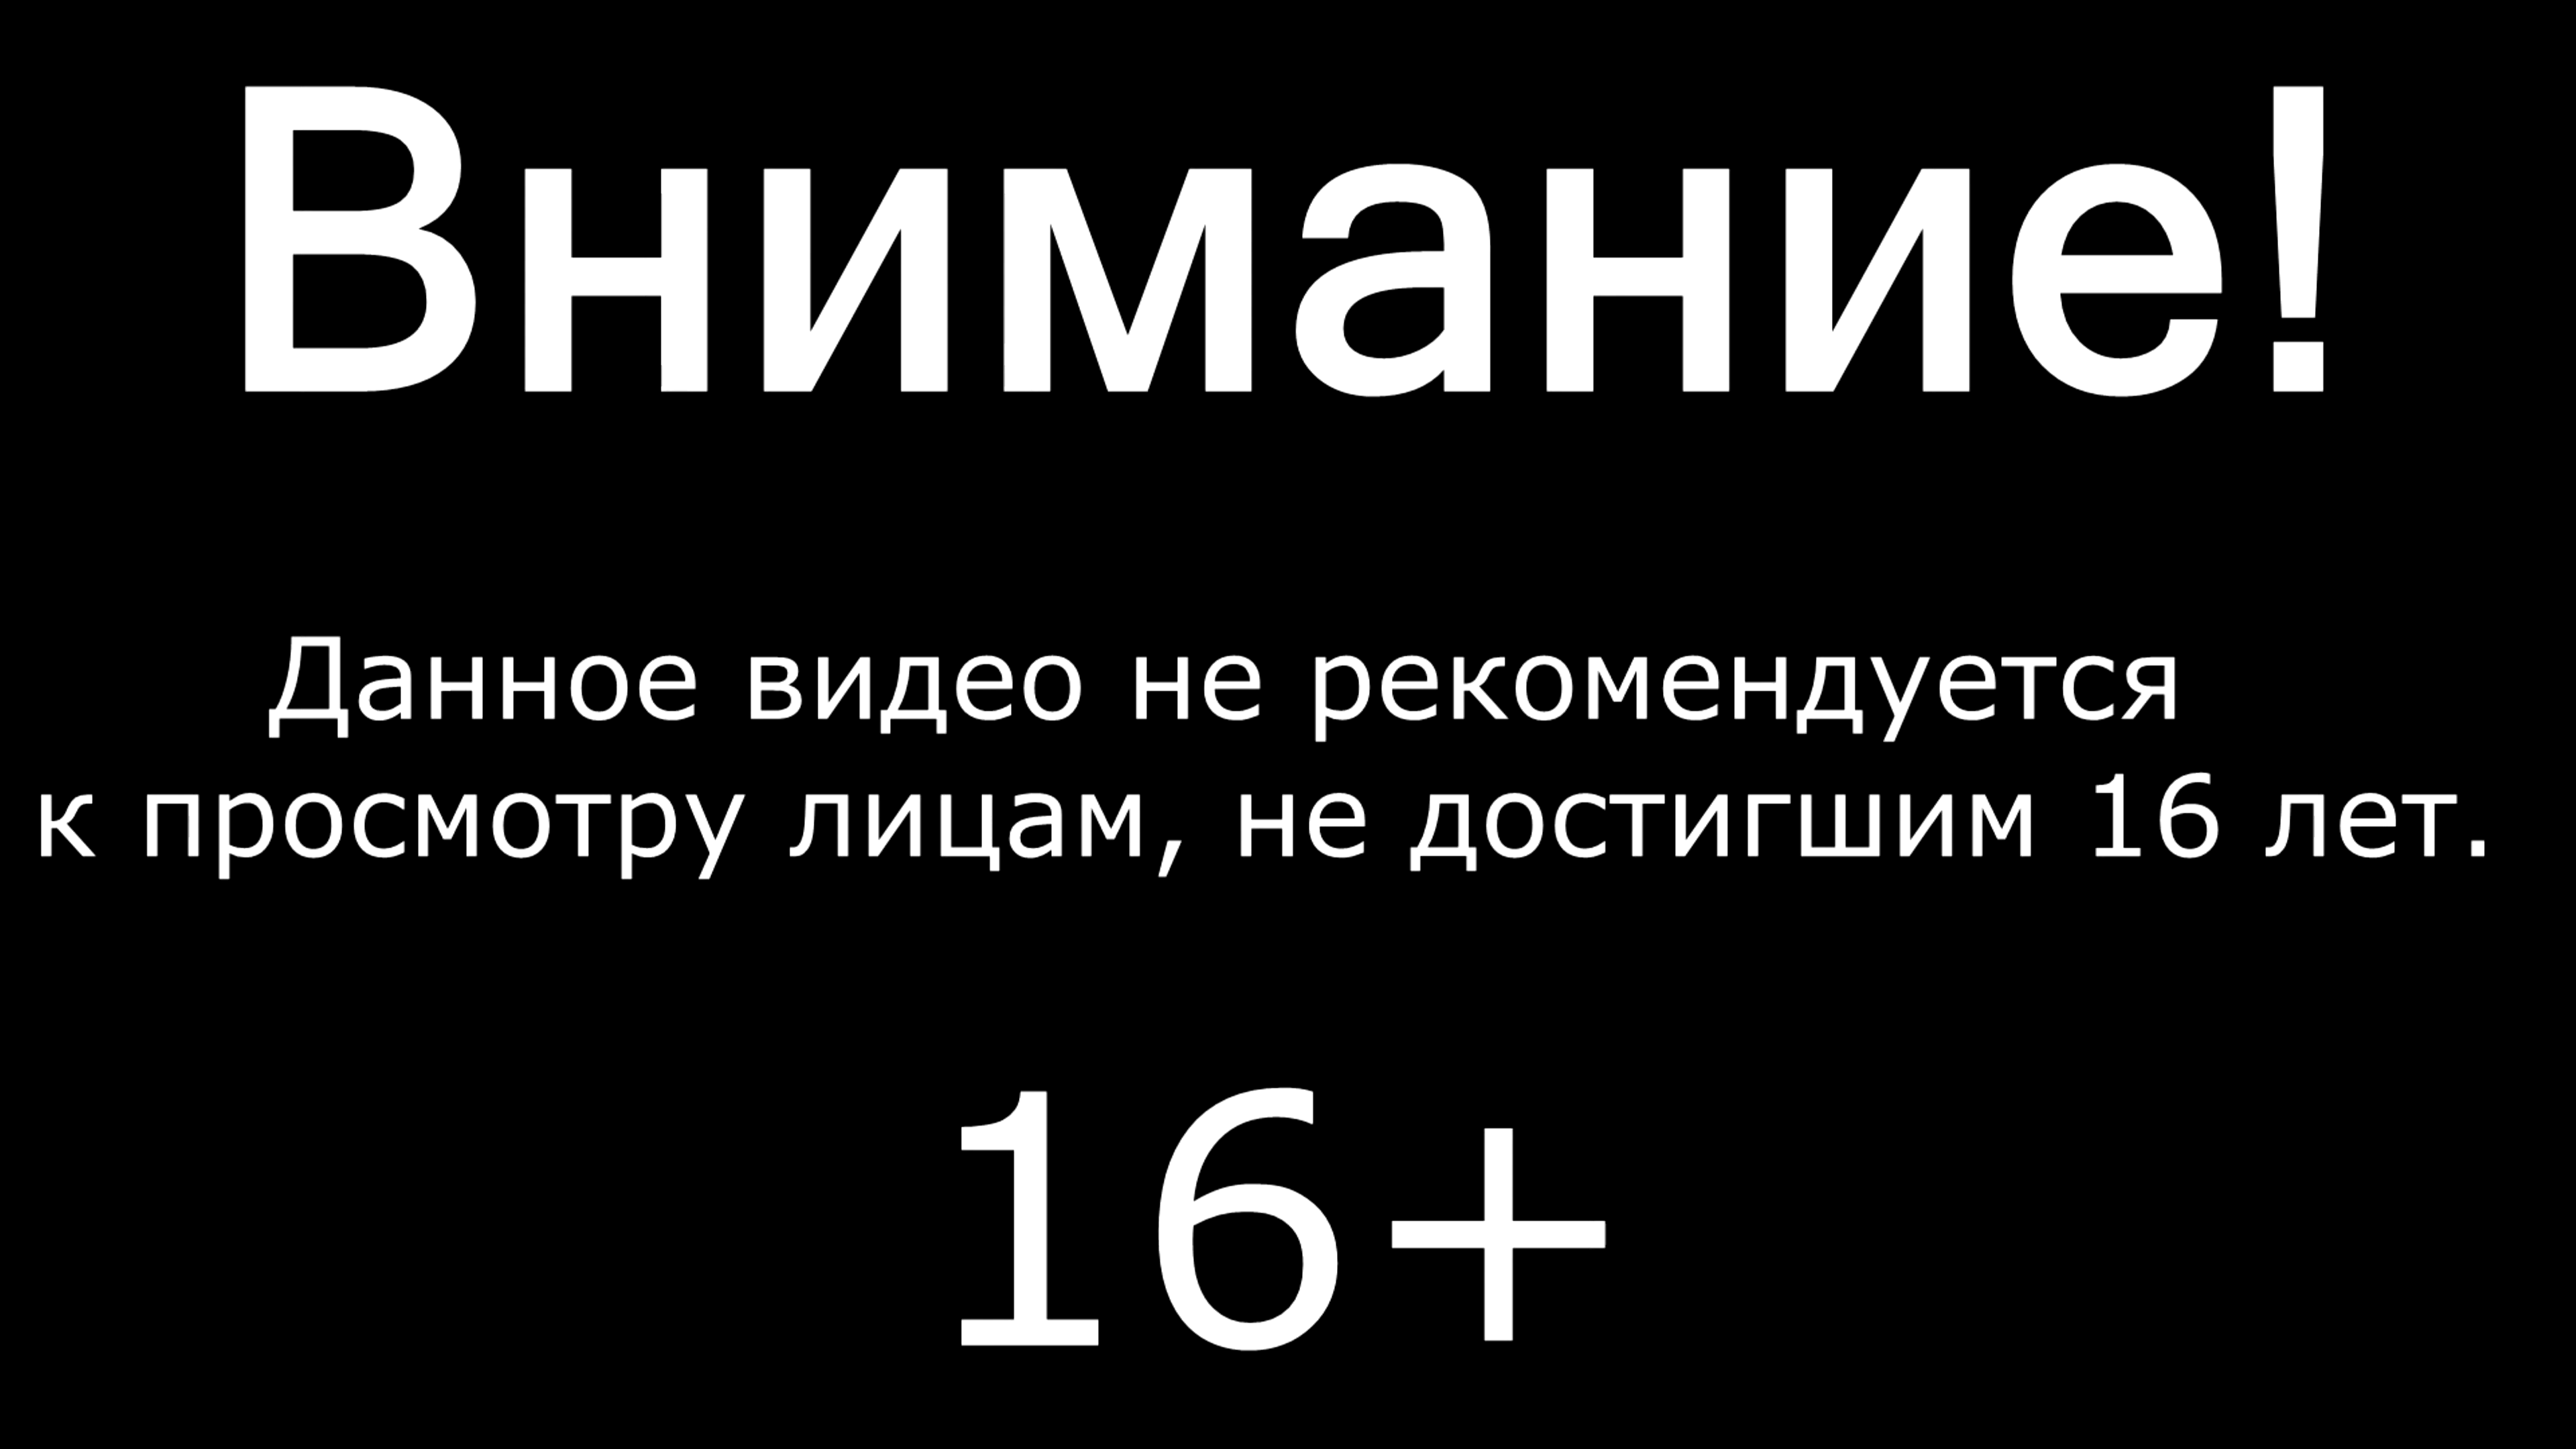 Внимание!
Данное видео не рекомендуется
к просмотру лицам, не достигшим 16 лет.
16+